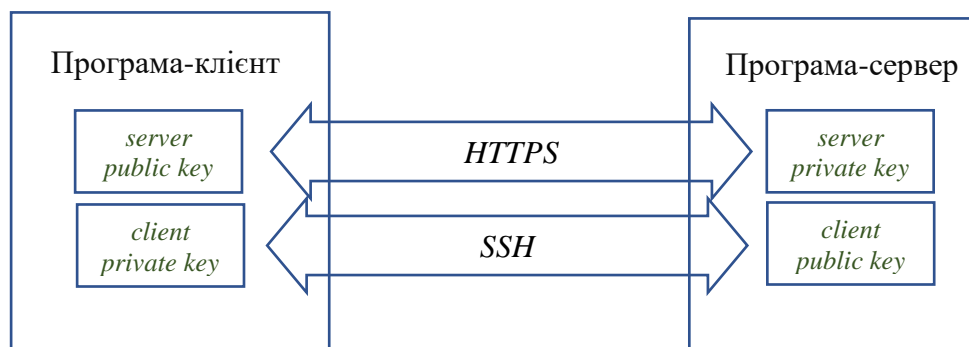 Програма-клієнт
Програма-сервер
server
public key
HTTPS
server
private key
client
private key
SSH
client
public key